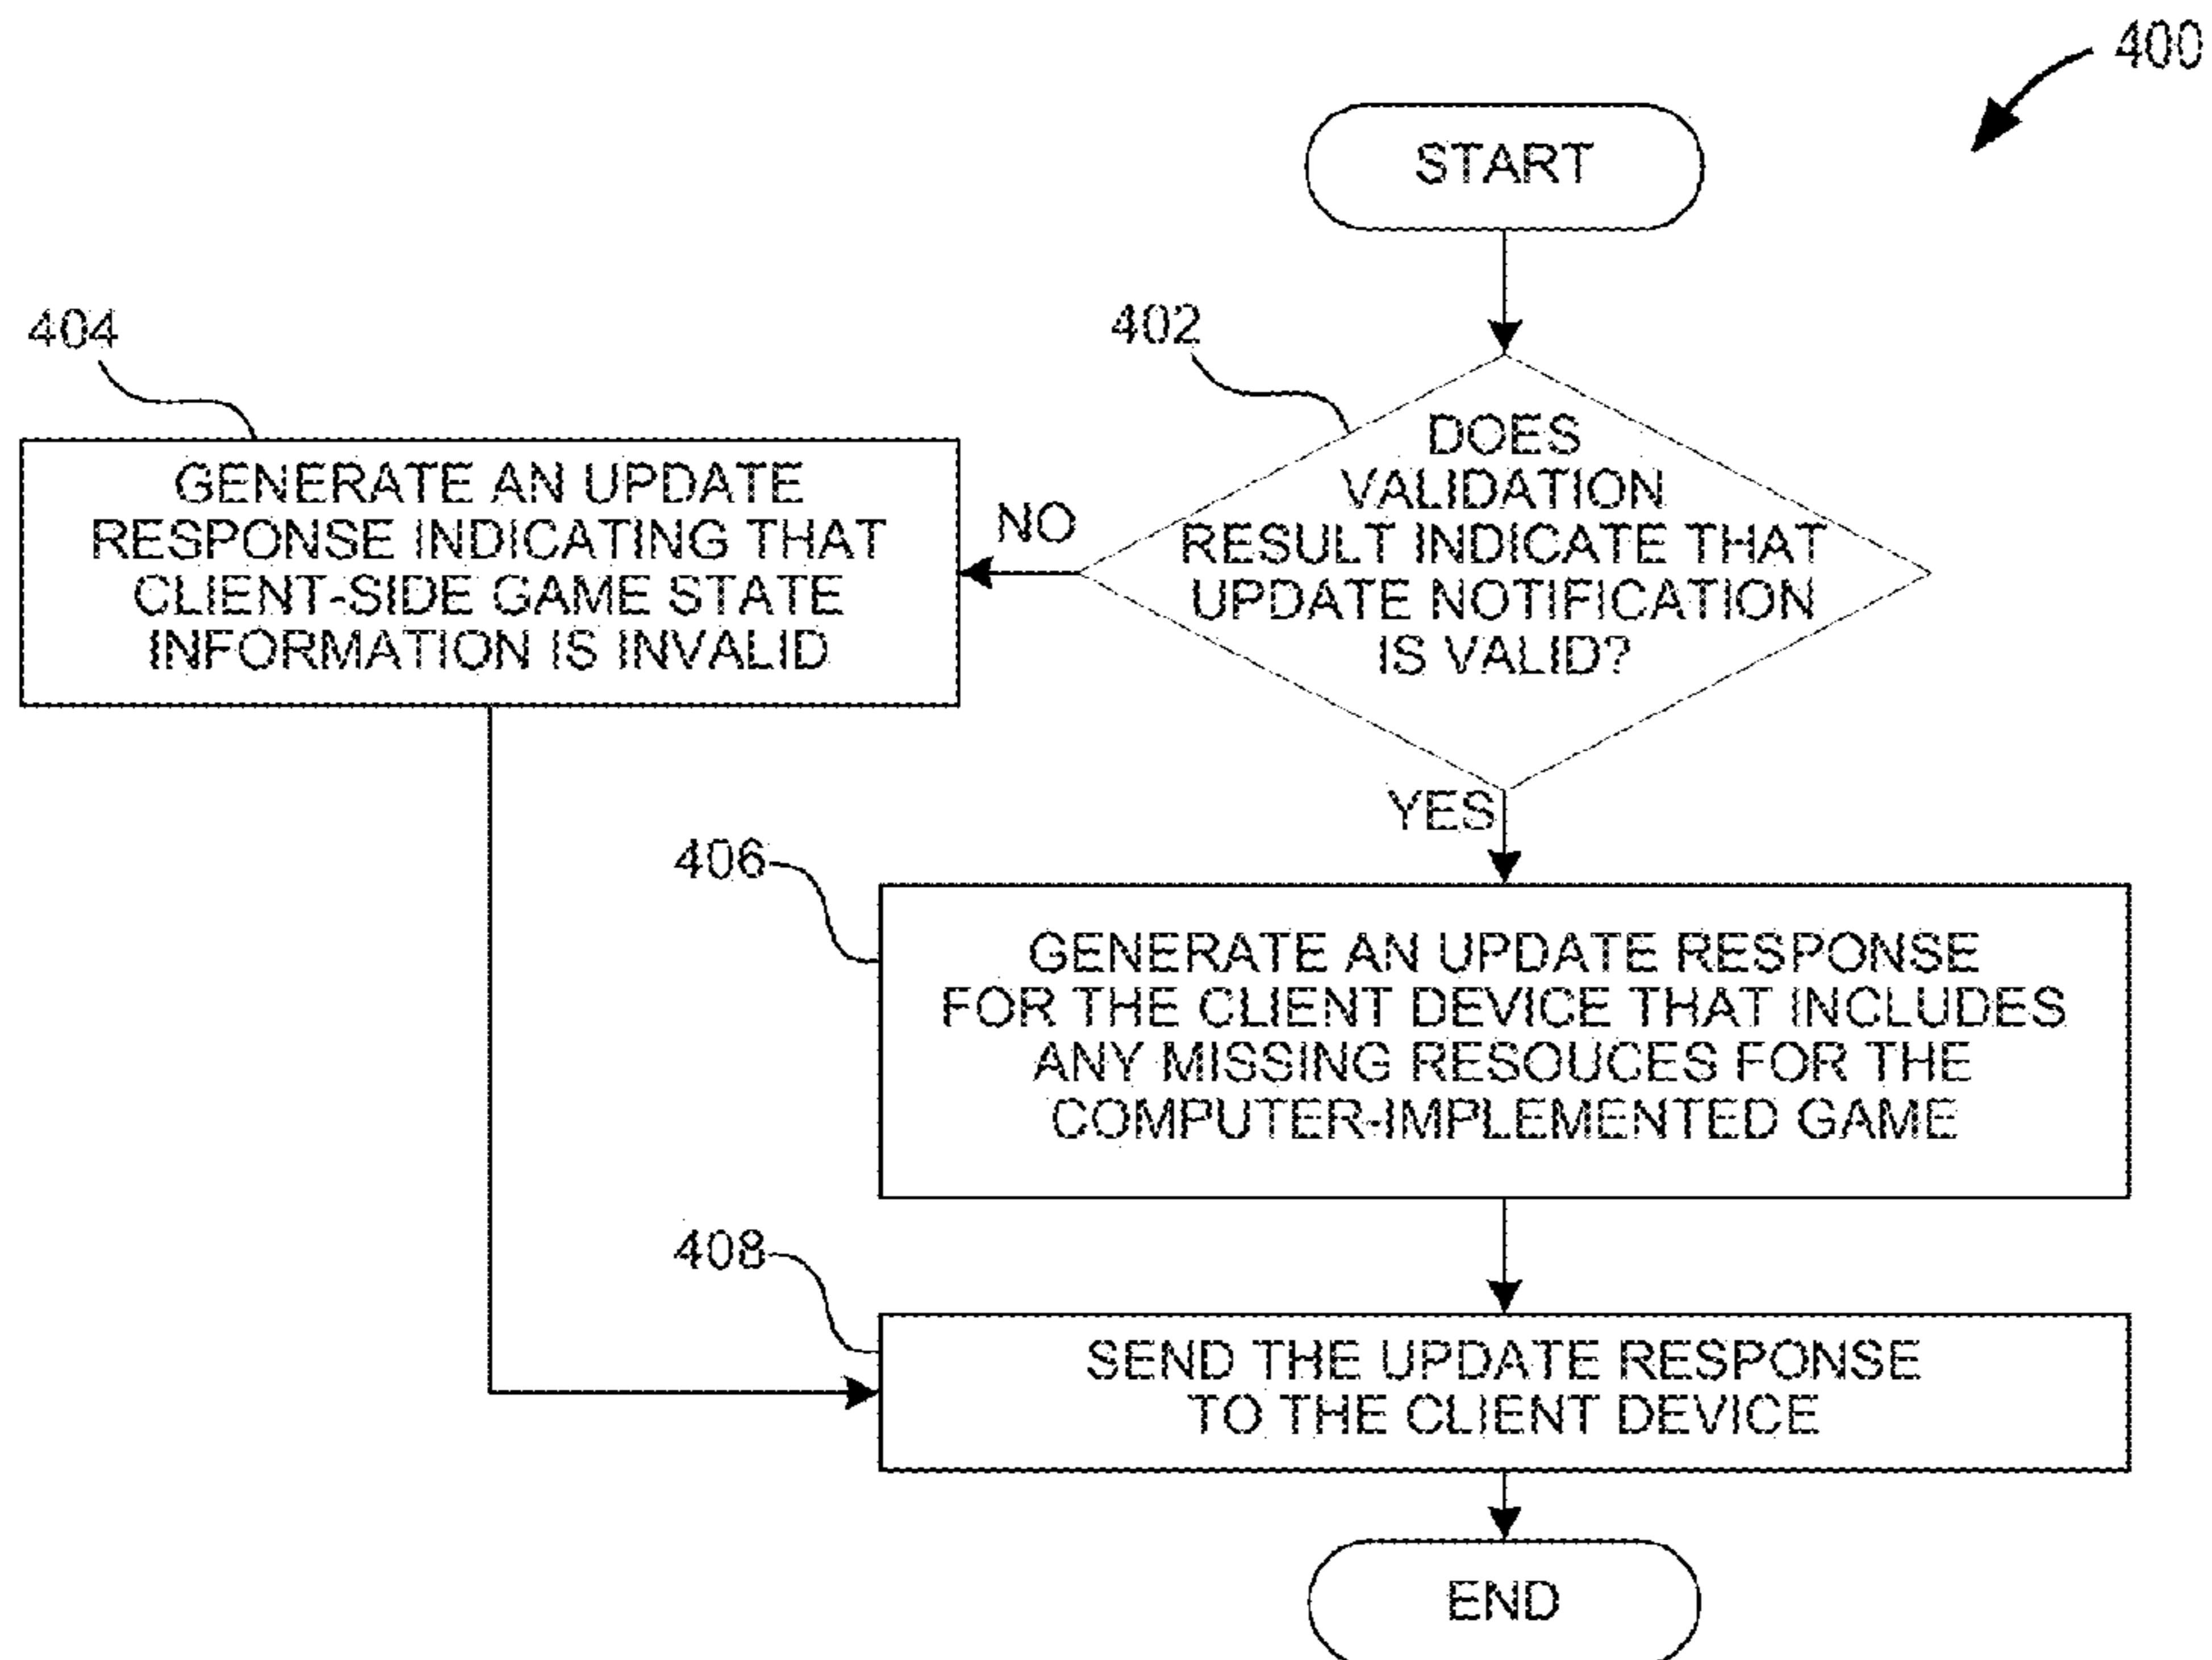 400
START
402
DOES
VALIDATION
RESULT INDICATE THAT
UPDATE NOTIFICATION
IS VALID?
NO
404
GENERATE AN UPDATE
RESPONSE INDICATING THAT
CLIENT-SIDE GAME STATE
INFORMATION IS INVALID
YES
406
GENERATE AN UPDATE RESPONSE
FOR THE CLIENT DEVICE THAT INCLUDES
ANY MISSING RESOUCES FOR THE
COMPUTER-IMPLEMENTED GAME
408
SEND THE UPDATE RESPONSE
TO THE CLIENT DEVICE
END